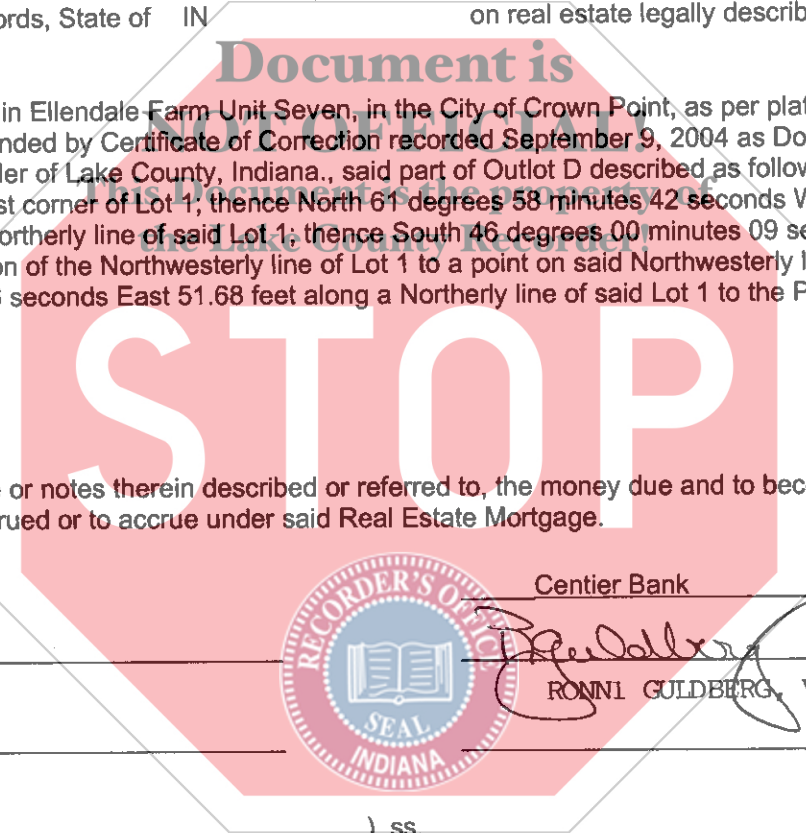 ords, State of IN on real estate legally describ
Document is
in Ellendale Farm Unit Seven, in the City of Crown Point, as per plat
NOT OFFICIAL!
nded by Certificate of Correction recorded September 9, 2004 as Do
ler of Lake County, Indiana., said part of Outlot D described as follow
This Document is the property of
st corner of Lot 1; thence North 61 degrees 58 minutes 42 seconds W
the Lake County Recorder!
ortherly line of said Lot 1; thence South 46 degrees 00 minutes 09 se
on of the Northwesterly line of Lot 1 to a point on said Northwesterly l
seconds East 51.68 feet along a Northerly line of said Lot 1 to the P
STOP
or notes therein described or referred to, the money due and to bec
rued or to accrue under said Real Estate Mortgage.
Centier Bank
RECORDER'S OFFICE
RONNI GULDBERG, V
SEAL
INDIANA
) ss